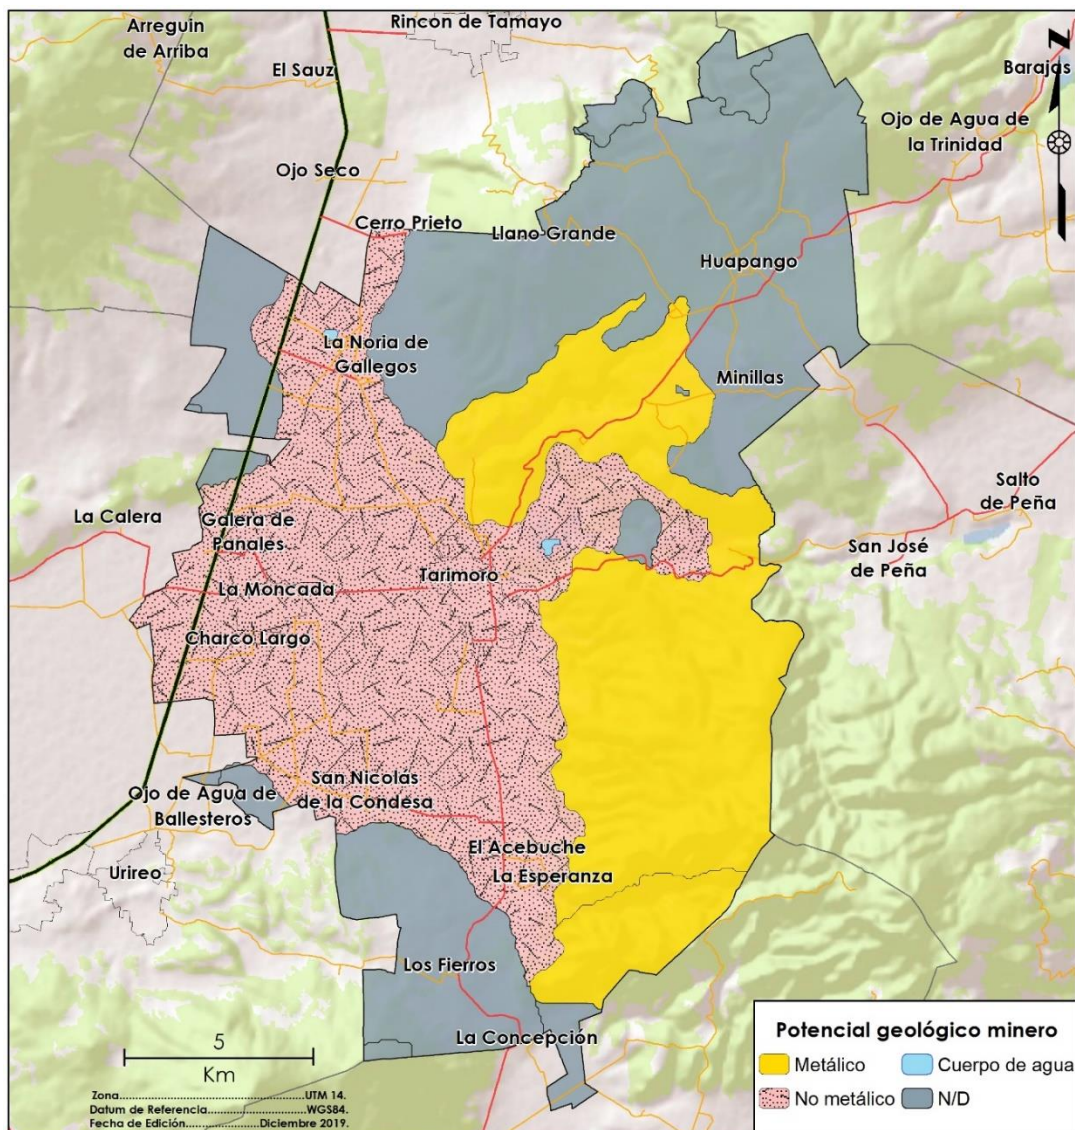 Rincon de Tamayo
Arreguin
de Arriba
El Sauz
Barajas
N
Ojo de Agua de
la Trinidad
Ojo Seco
Cerro Prieto
Llano Grande
Huapango
La Noria de
Gallegos
Minillas
Salto
de Peña
La Calera
Galera de
Panales
San José
de Peña
Tarimoro
La Moncada
Charco Largo
San Nicolás
de la Condesa
Ojo de Agua de
Ballesteros
El Acebuche
La Esperanza
Urireo
Los Fierros
La Concepción
5
Km
Zona..............................................UTM 14.
Datum de Referencia..................WGS84.
Fecha de Edición..............Diciembre 2019.
Potencial geológico minero
Metálico
Cuerpo de agua
No metálico
N/D